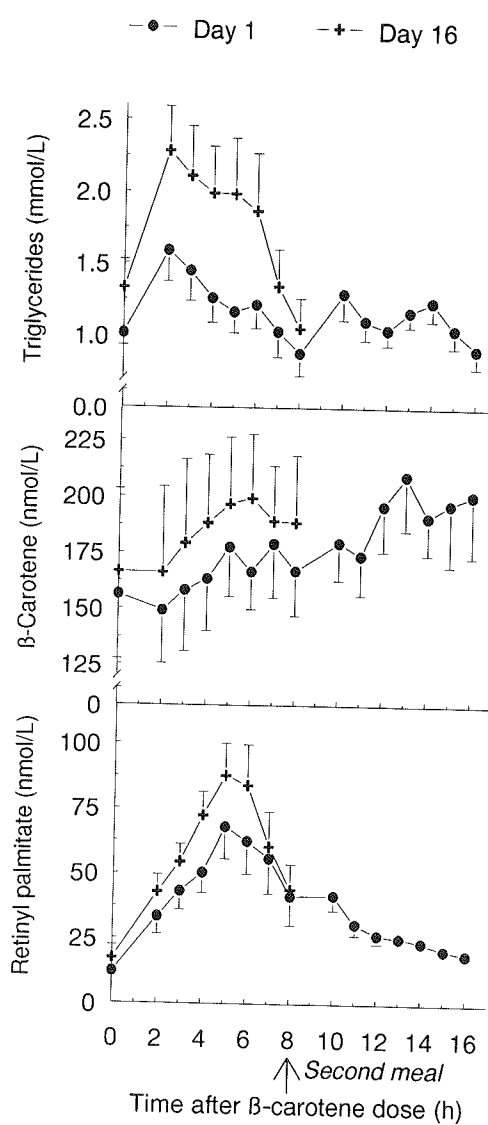 Day 1 Day 16
Triglycerides (mmol/L)
2.5
2.0
1.5
1.0
0.0
ß-Carotene (nmol/L)
225
200
175
150
125
0
Retinyl palmitate (nmol/L)
100
75
50
25
0
0 2 4 6 8 10 12 14 16
Second meal
Time after ß-carotene dose (h)